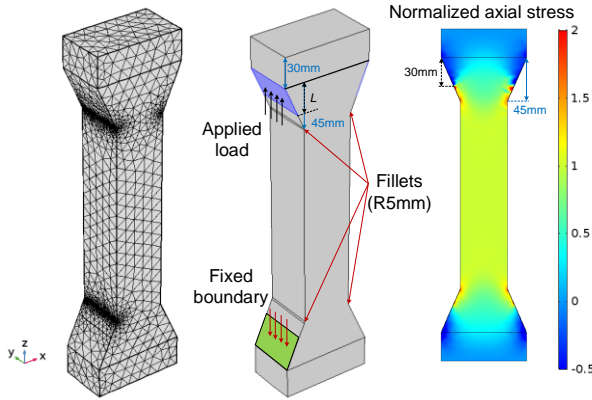 Normalized axial stress
30mm
L
45mm
Applied
load
Fillets
(R5mm)
Fixed
boundary
z
y
x
30mm
45mm
2
1.5
1
0.5
0
-0.5